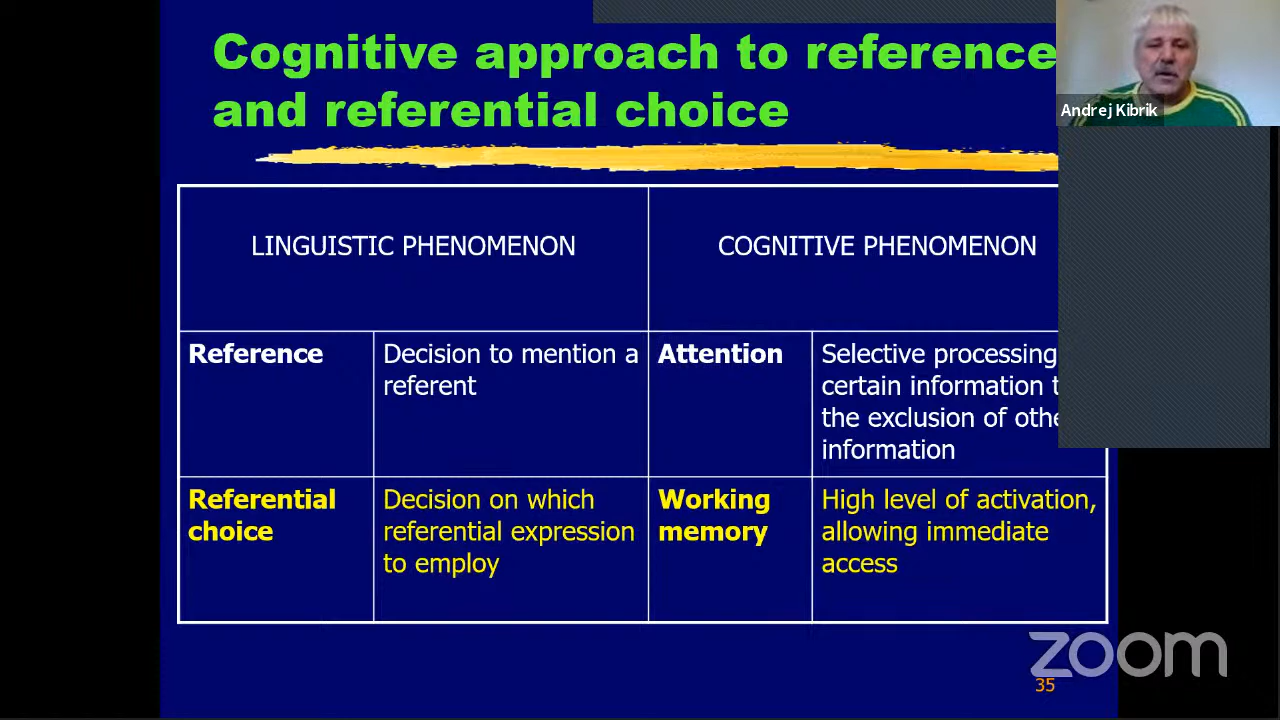 Cognitive approach to reference
and referential choice
Andrej Kibrik
LINGUISTIC PHENOMENON
COGNITIVE PHENOMENON
Reference
Decision to mention a
referent
Attention
Selective processing
certain information
the exclusion of
information
Referential
choice
Decision on which
referential expression
to employ
Working
memory
High level of activation,
allowing immediate
access
zoom
35